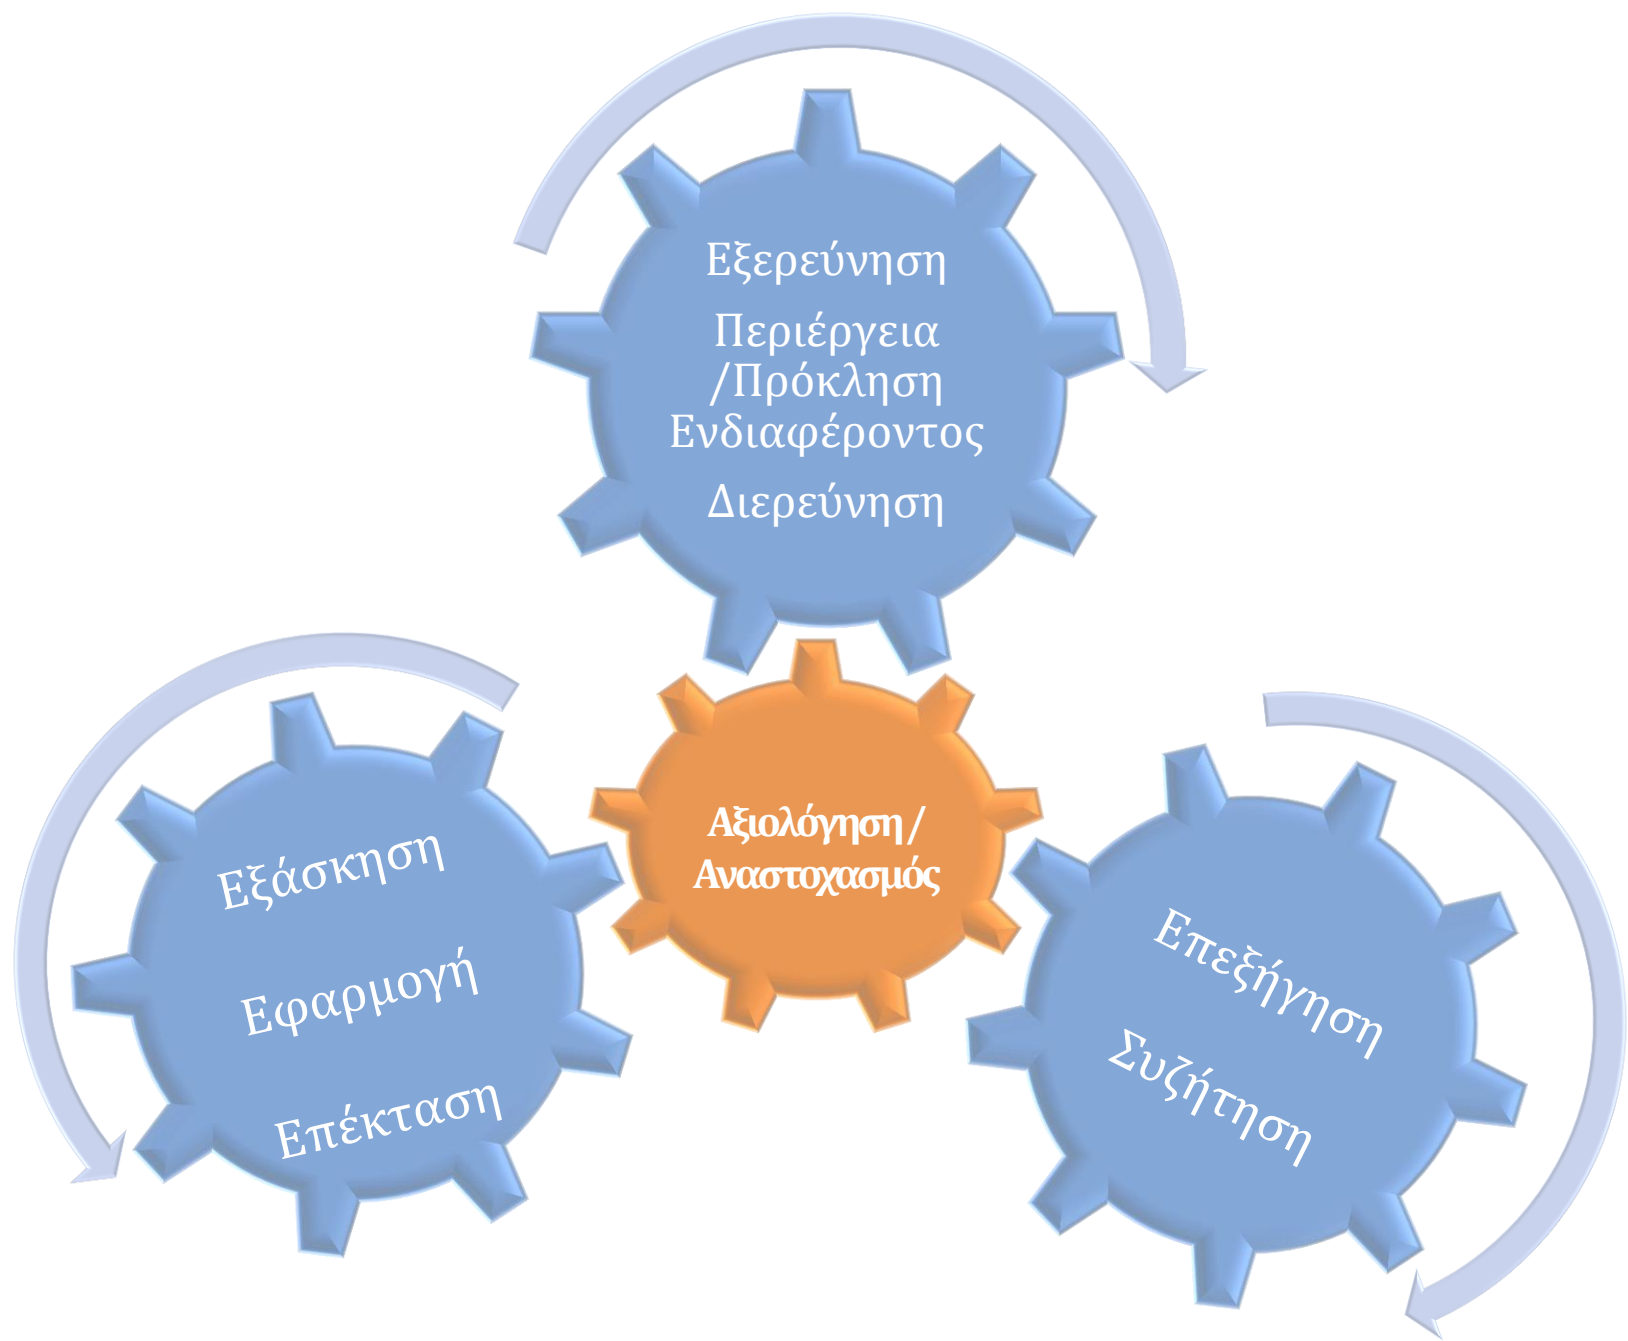 Εξερεύνηση
Περιέργεια
/Πρόκληση
Ενδιαφέροντος
Διερεύνηση
Αξιολόγηση/
Αναστοχασμός
Εξάσκηση
Εφαρμογή
Επέκταση
Επεξήγηση
Συζήτηση